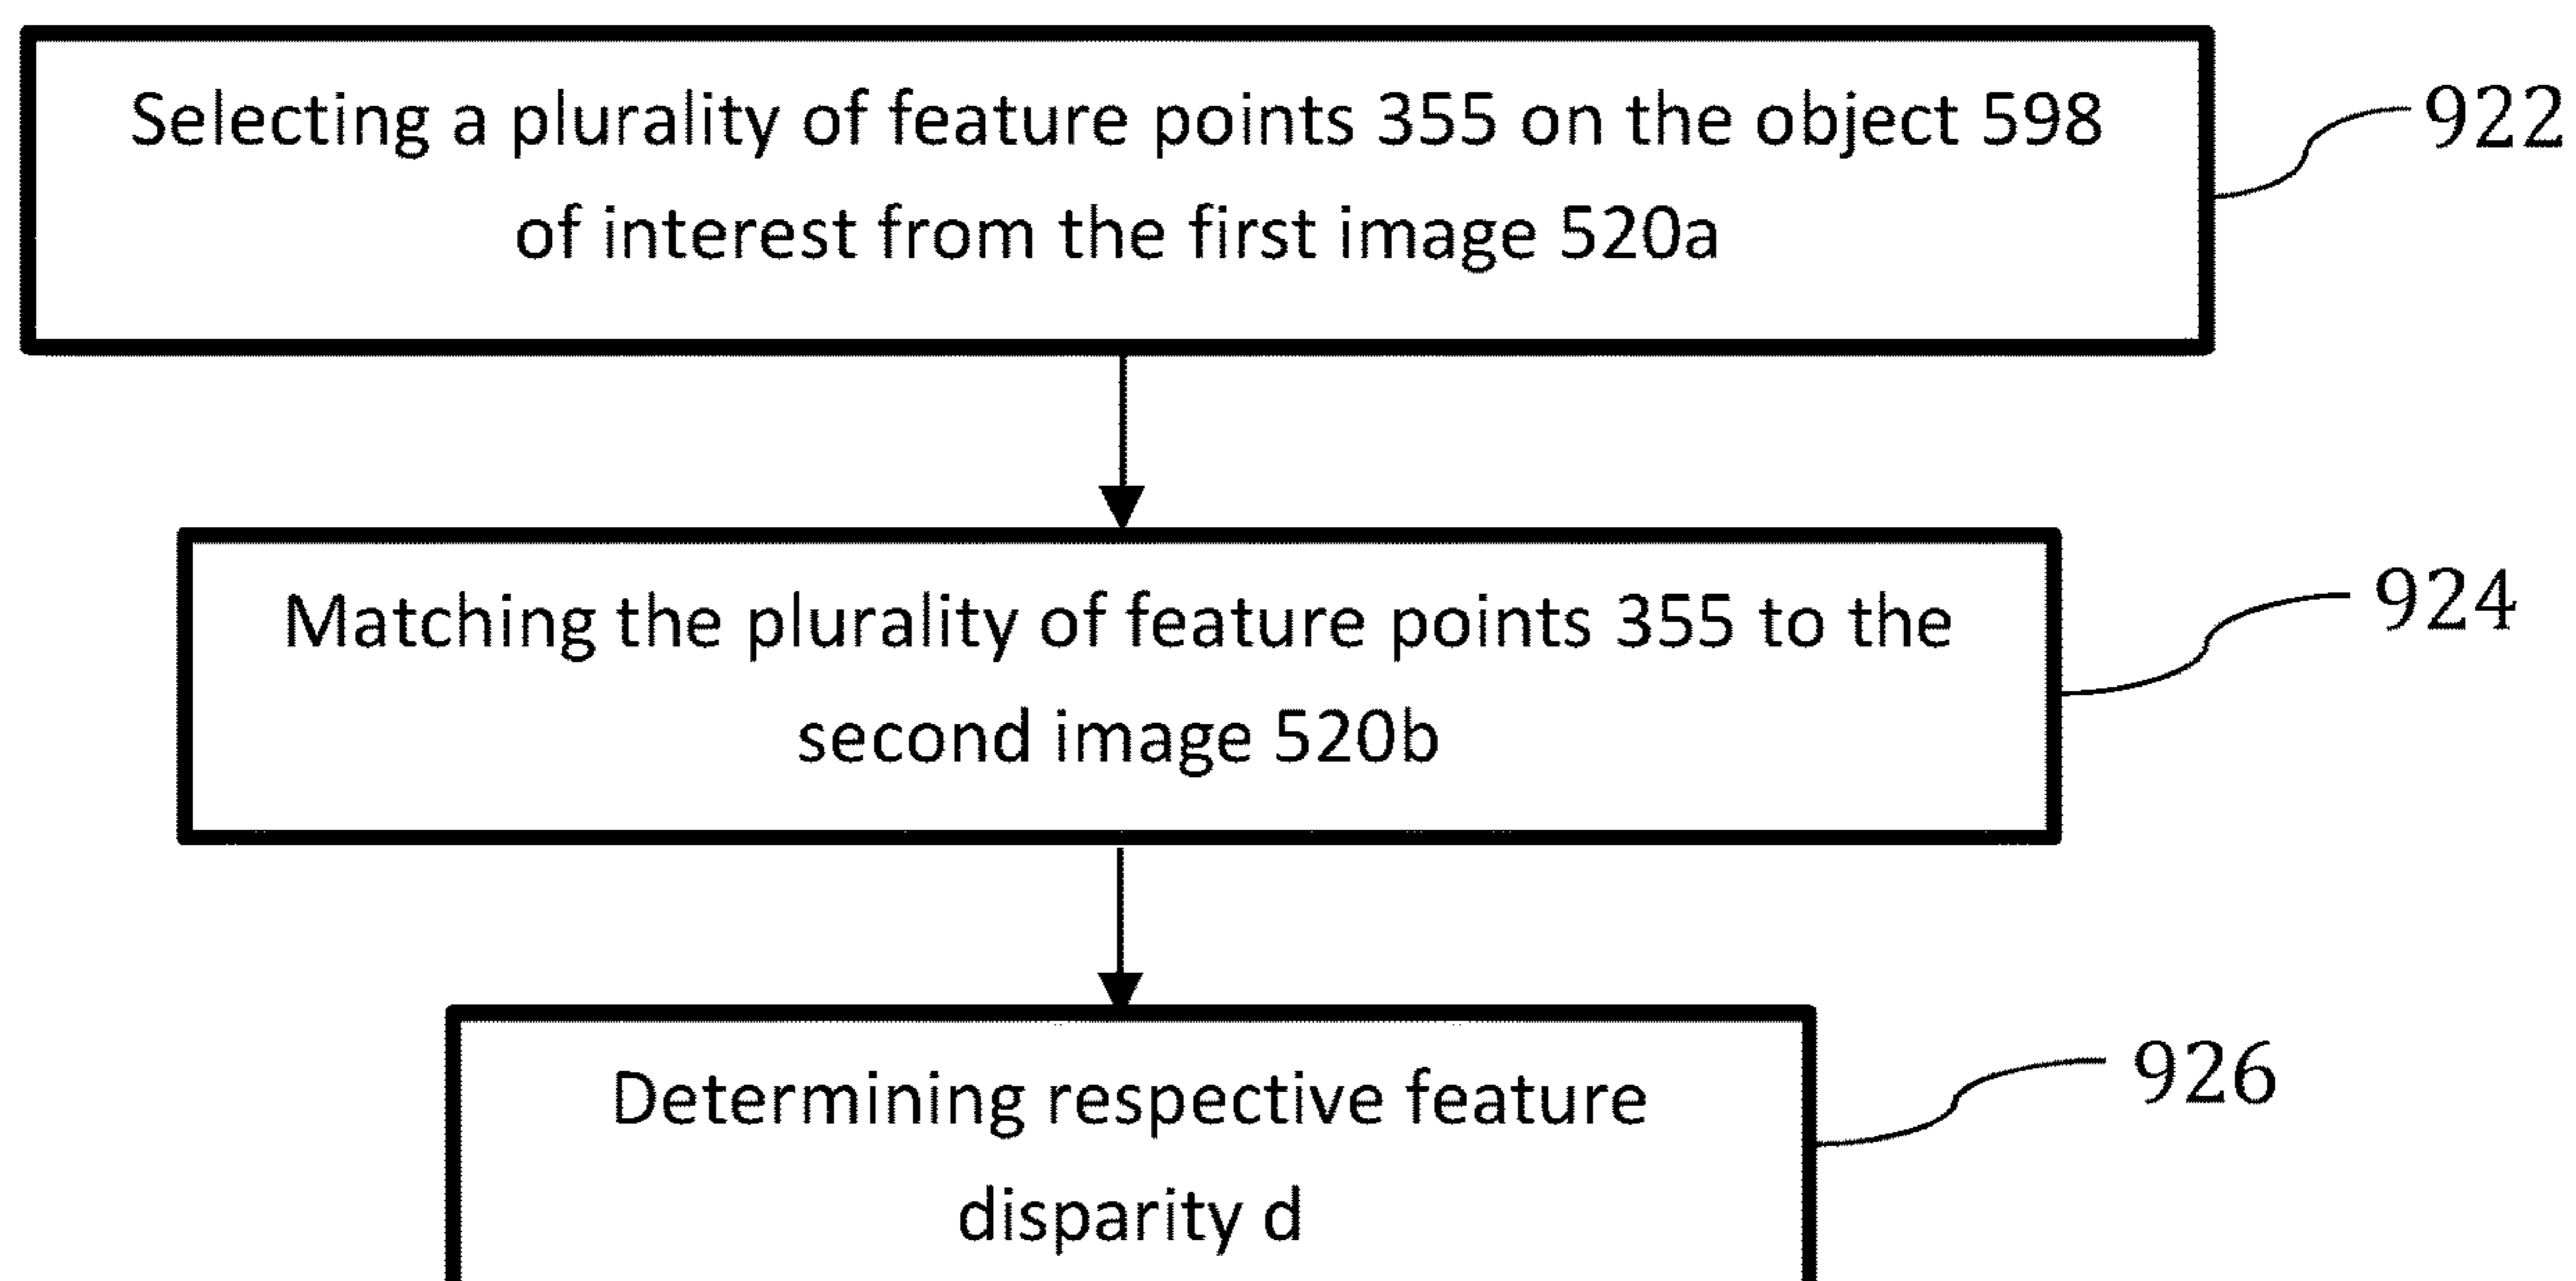 Selecting a plurality of feature points 355 on the object 598
of interest from the first image 520a
922
Matching the plurality of feature points 355 to the
second image 520b
924
Determining respective feature
disparity d
926